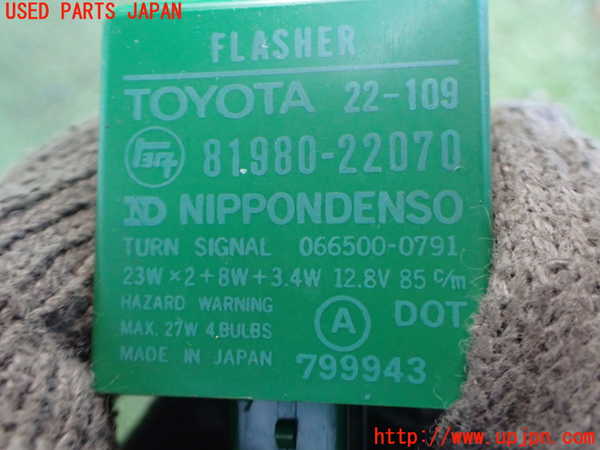 USED PARTS JAPAN
FLASHER
TOYOTA 22-109
81980-22070
ND NIPPONDENSO
TURN SIGNAL 066500-0791
23W×2+8W+3.4W 12.8V 85 c/m
HAZARD WARNING
MAX. 27W 4 BULBS
A DOT
MADE IN JAPAN 799943
http://www.upjpn.com/